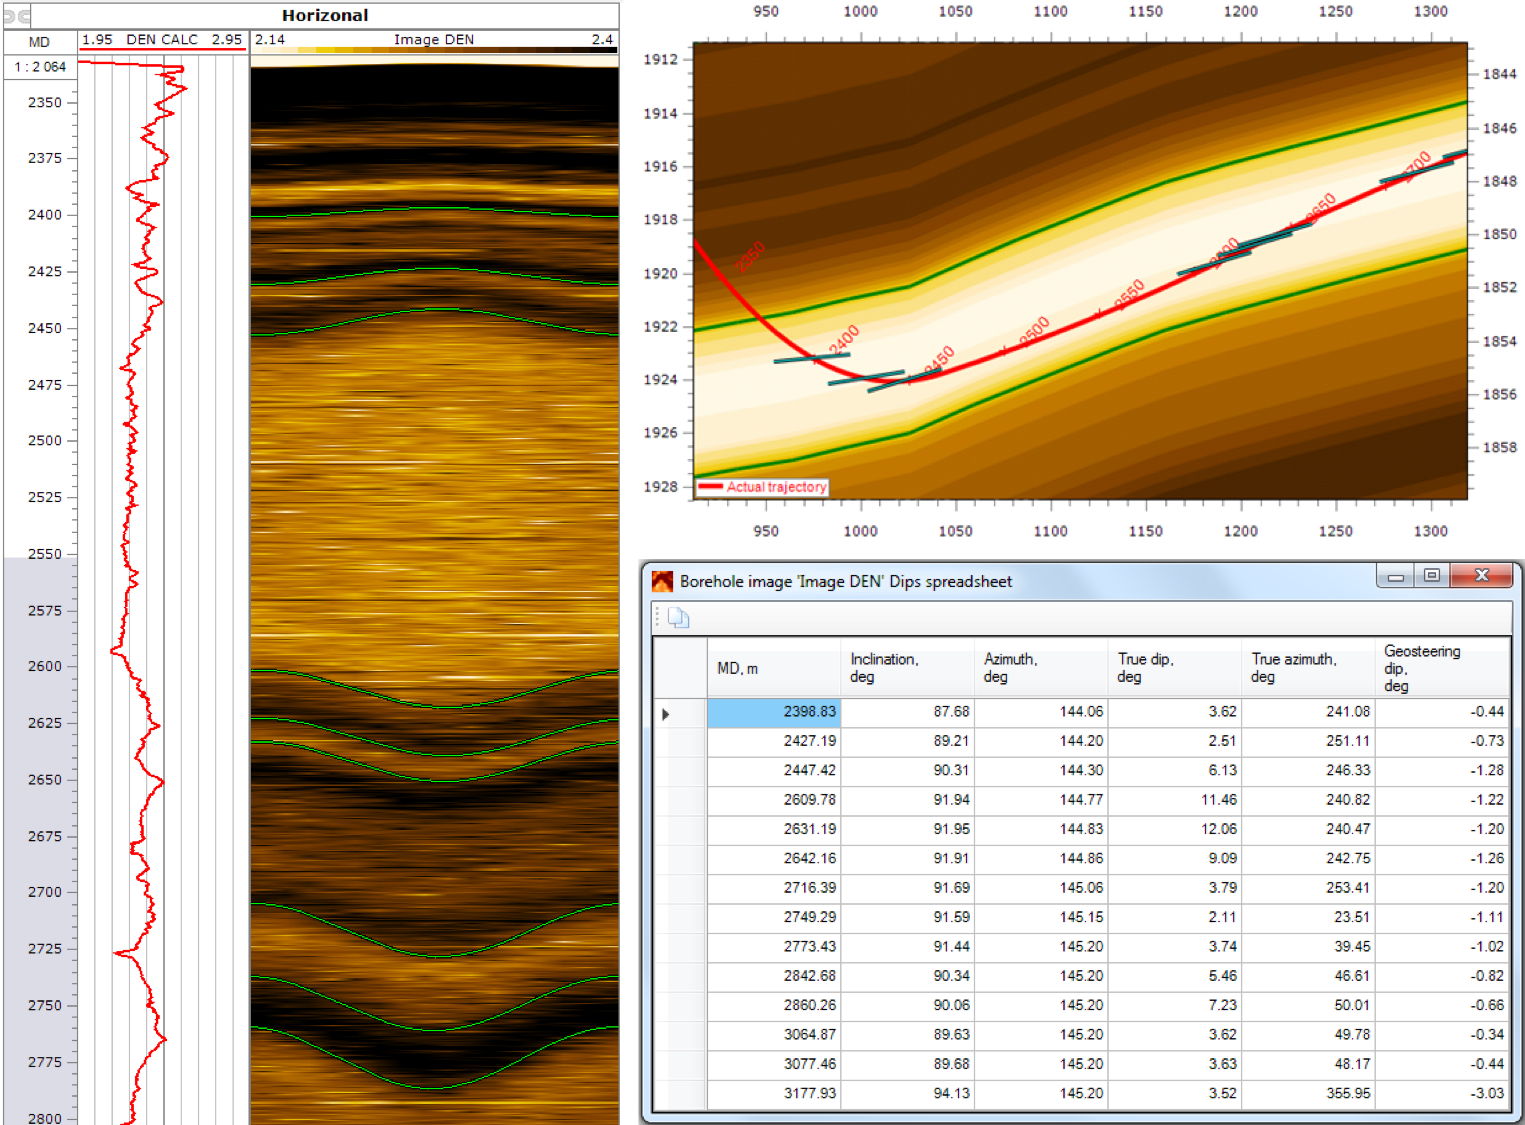 Horizonal
MD
1.95 DEN CALC 2.95
2.14 Image DEN 2.4
1 : 2 064
2350
2375
2400
2425
2450
2475
2500
2525
2550
2575
2600
2625
2650
2675
2700
2725
2750
2775
2800
950 1000 1050 1100 1150 1200 1250 1300
1912
1914
1916
1918
1920
1922
1924
1926
1928
1844
1846
1848
1850
1852
1854
1856
1858
2350
2400
2450
2500
2550
2650
Actual trajectory
950 1000 1050 1100 1150 1200 1250 1300
Borehole image 'Image DEN' Dips spreadsheet
MD, m Inclination, deg Azimuth, deg True dip, deg True azimuth, deg Geosteering dip, deg
2398.83 87.68 144.06 3.62 241.08 -0.44
2427.19 89.21 144.20 2.51 251.11 -0.73
2447.42 90.31 144.30 6.13 246.33 -1.28
2609.78 91.94 144.77 11.46 240.82 -1.22
2631.19 91.95 144.83 12.06 240.47 -1.20
2642.16 91.91 144.86 9.09 242.75 -1.26
2716.39 91.69 145.06 3.79 253.41 -1.20
2749.29 91.59 145.15 2.11 23.51 -1.11
2773.43 91.44 145.20 3.74 39.45 -1.02
2842.68 90.34 145.20 5.46 46.61 -0.82
2860.26 90.06 145.20 7.23 50.01 -0.66
3064.87 89.63 145.20 3.62 49.78 -0.34
3077.46 89.68 145.20 3.63 48.17 -0.44
3177.93 94.13 145.20 3.52 355.95 -3.03